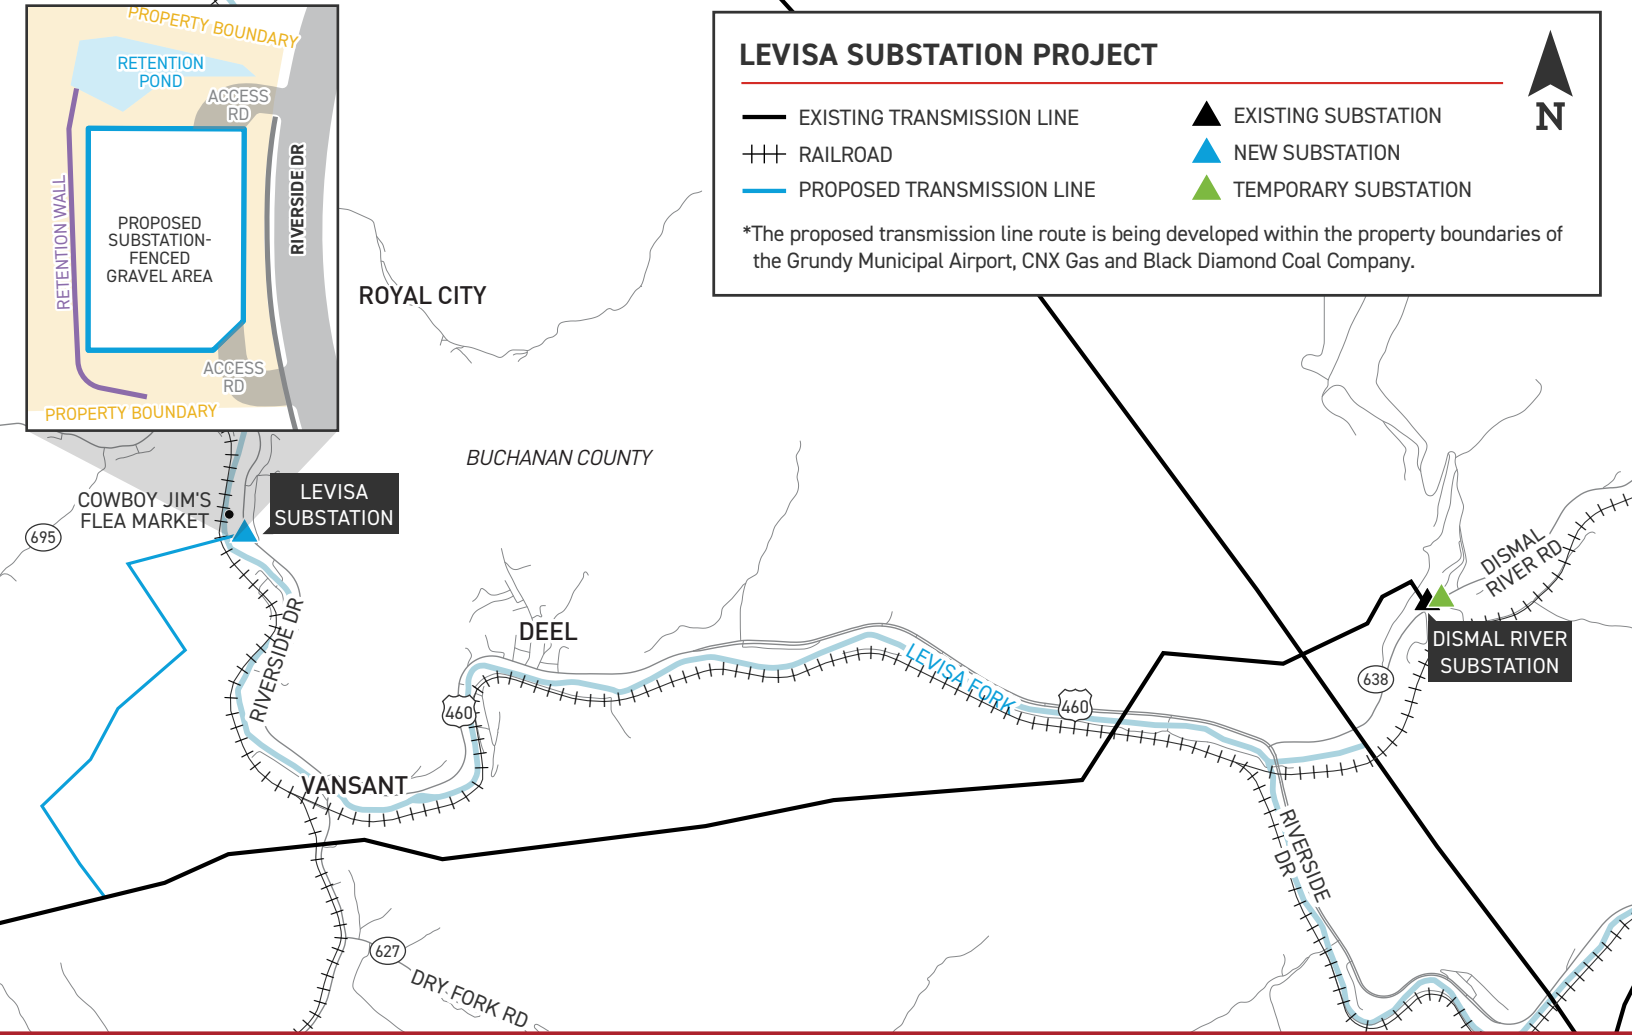 PROPERTY BOUNDARY
RETENTION
POND
ACCESS
RD
RIVERSIDE DR
RETENTION WALL
PROPOSED
SUBSTATION-
FENCED
GRAVEL AREA
ACCESS
RD
PROPERTY BOUNDARY
LEVISA SUBSTATION PROJECT
EXISTING TRANSMISSION LINE
RAILROAD
PROPOSED TRANSMISSION LINE
EXISTING SUBSTATION
NEW SUBSTATION
TEMPORARY SUBSTATION
N
*The proposed transmission line route is being developed within the property boundaries of
the Grundy Municipal Airport, CNX Gas and Black Diamond Coal Company.
ROYAL CITY
BUCHANAN COUNTY
COWBOY JIM'S
FLEA MARKET
LEVISA
SUBSTATION
695
RIVERSIDE DR
DEEL
460
VANSANT
LEVISA FORK
460
DISMAL
RIVER RD
DISMAL RIVER
SUBSTATION
638
RIVERSIDE
DR
627
DRY FORK RD